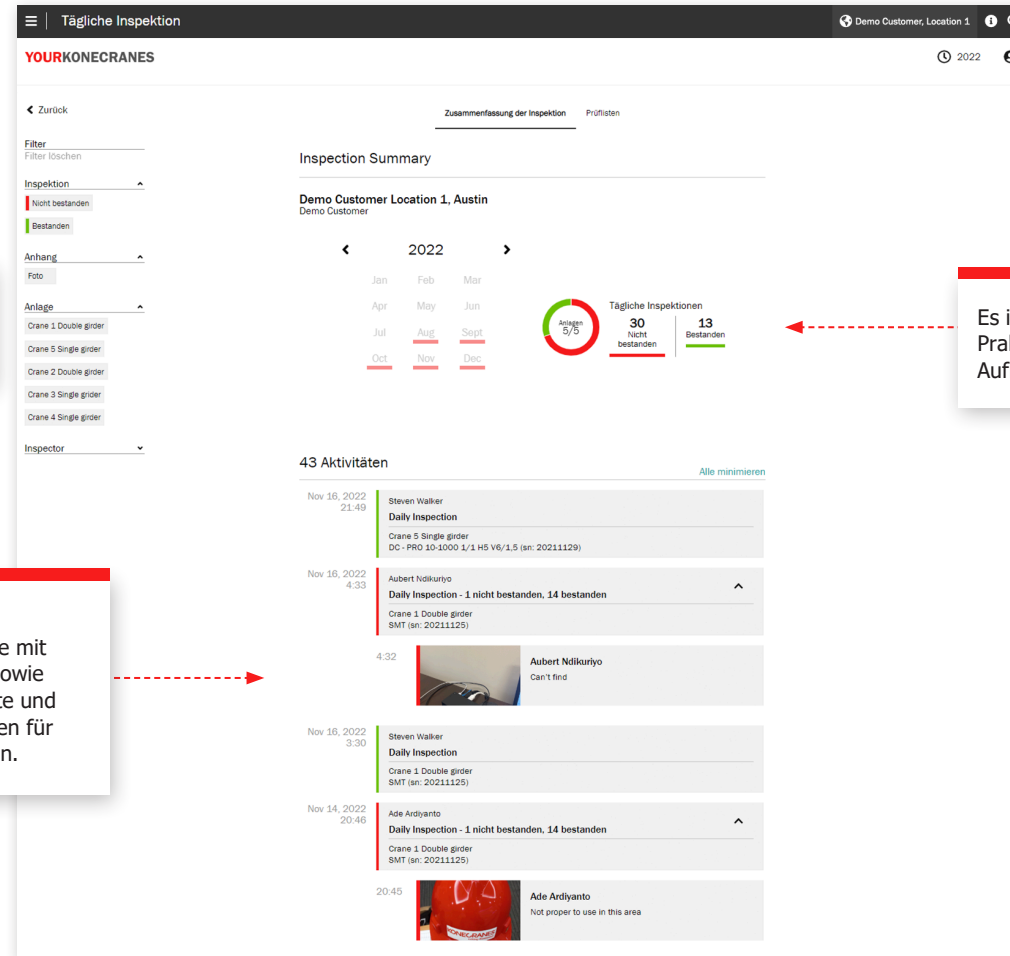 Tägliche Inspektion
Demo Customer, Location 1
YOURKONECRANES
2022
Zurück
Zusammenfassung der Inspektion
Prüflisten
Filter
Filter löschen
Inspektion
Nicht bestanden
Bestanden
Anhang
Foto
Anlage
Crane 1 Double girder
Crane 5 Single girder
Crane 2 Double girder
Crane 3 Single grider
Crane 4 Single girder
Inspector
Inspection Summary
Demo Customer Location 1, Austin
Demo Customer
2022
Jan Feb Mar
Apr May Jun
Jul Aug Sept
Oct Nov Dec
Anlagen
5/5
Tägliche Inspektionen
30
Nicht
bestanden
13
Bestanden
Es i
Pral
Auf
43 Aktivitäten
Alle minimieren
Nov 16, 2022
21:49
Steven Walker
Daily Inspection
Crane 5 Single girder
DC - PRO 10-1000 1/1 H5 V6/1,5 (sn: 20211129)
Nov 16, 2022
4:33
Aubert Ndikuriyo
Daily Inspection - 1 nicht bestanden, 14 bestanden
Crane 1 Double girder
SMT (sn: 20211125)
4:32
Aubert Ndikuriyo
Can't find
e mit
owie
te und
en für
n.
Nov 16, 2022
3:30
Steven Walker
Daily Inspection
Crane 1 Double girder
SMT (sn: 20211125)
Nov 14, 2022
20:46
Ade Ardiyanto
Daily Inspection - 1 nicht bestanden, 14 bestanden
Crane 1 Double girder
SMT (sn: 20211125)
20:45
KONECRANES
Ade Ardiyanto
Not proper to use in this area